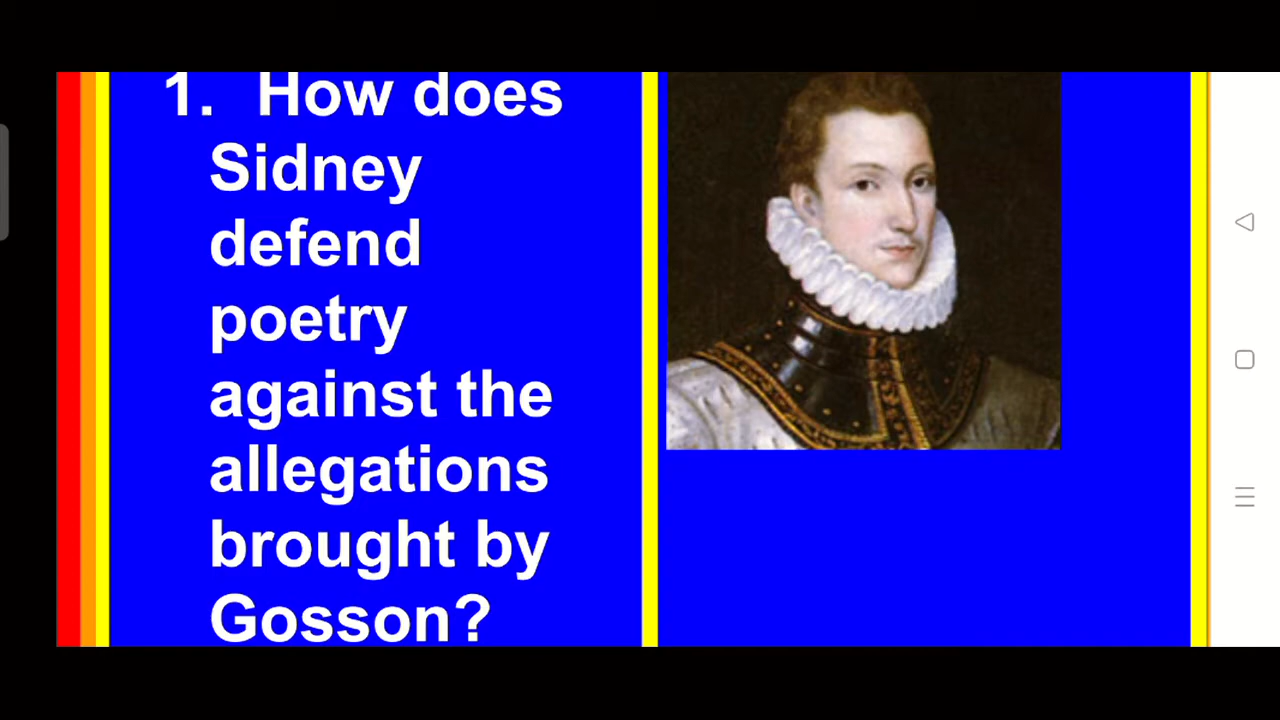 1. How does
Sidney
defend
poetry
against the
allegations
brought by
Gosson?